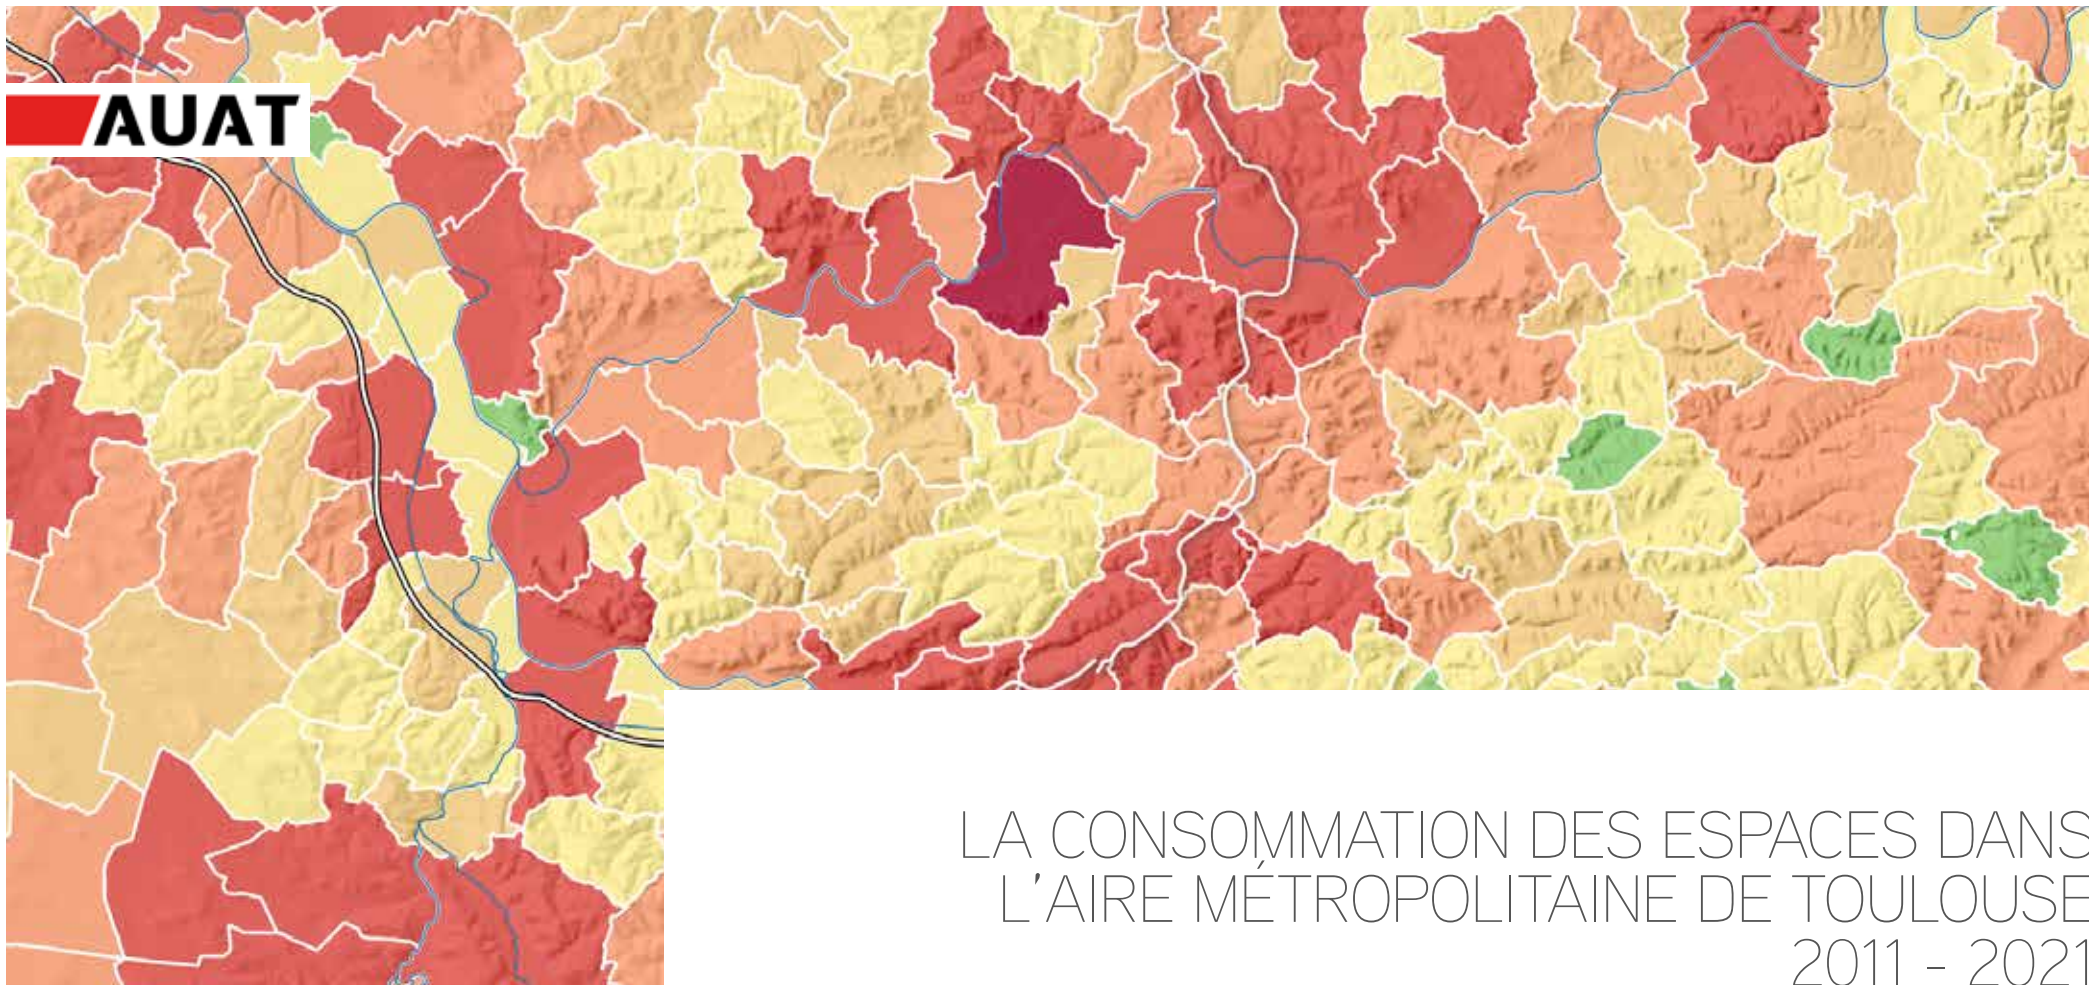 AUAT
LA CONSOMMATION DES ESPACES DANS
L'AIRE MÉTROPOLITAINE DE TOULOUSE
2011 - 2021